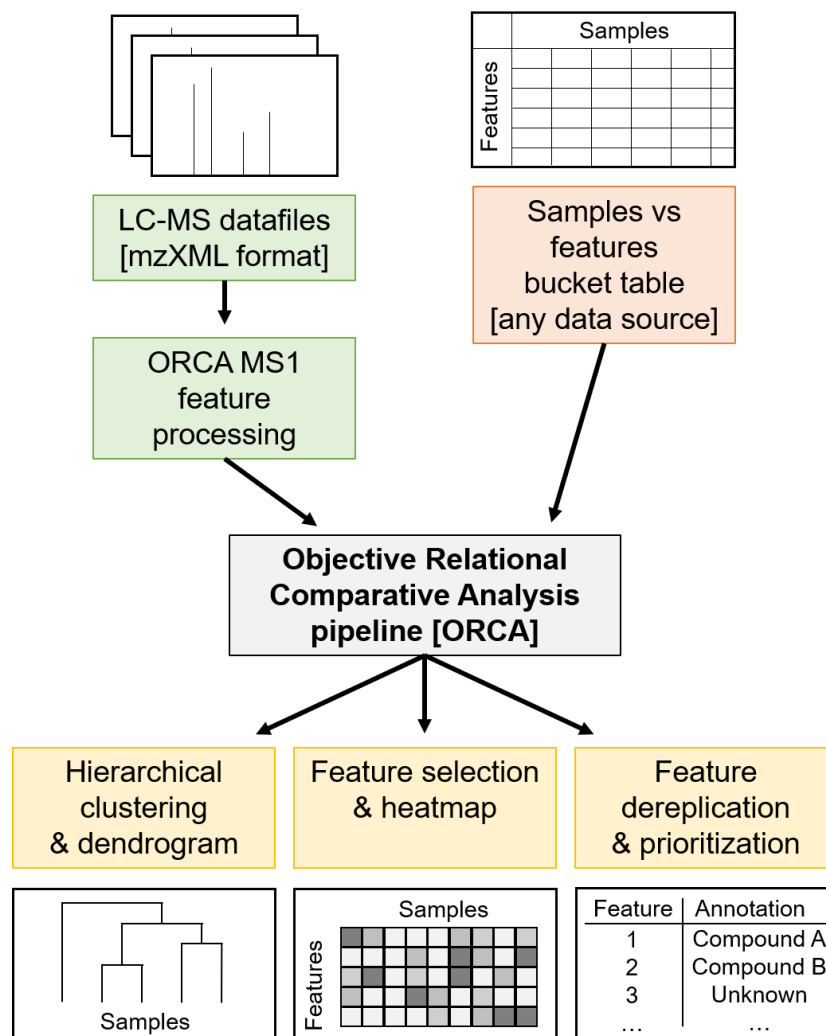 Samples
Features
LC-MS datafiles
[mzXML format]
Samples vs
features
bucket table
[any data source]
ORCA MS1
feature
processing
Objective Relational
Comparative Analysis
pipeline [ORCA]
Hierarchical
clustering
& dendrogram
Feature selection
& heatmap
Feature
dereplication
& prioritization
Samples
Samples
Features
Feature Annotation
1 Compound A
2 Compound B
3 Unknown
… …